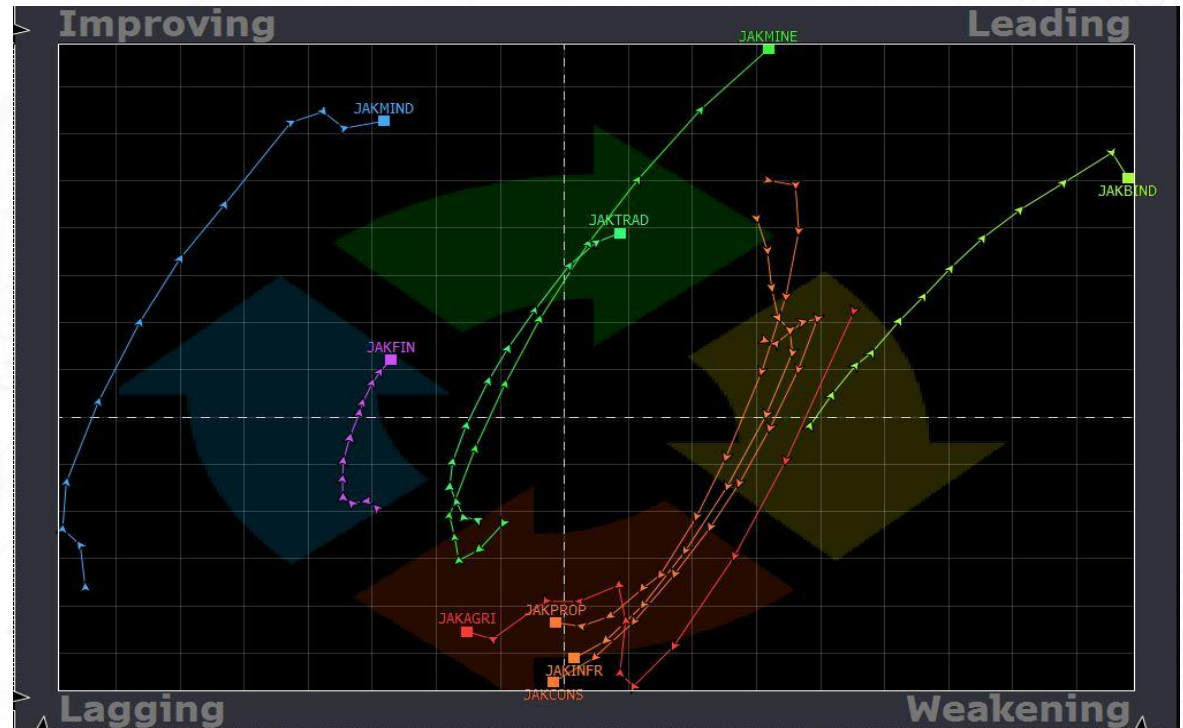 Improving
Leading
JAKMINE
JAKMIND
JAKBIND
JAKTRAD
JAKFIN
JAKPROP
JAKAGRI
JAKINFR
JAKCONS
Lagging
Weakening